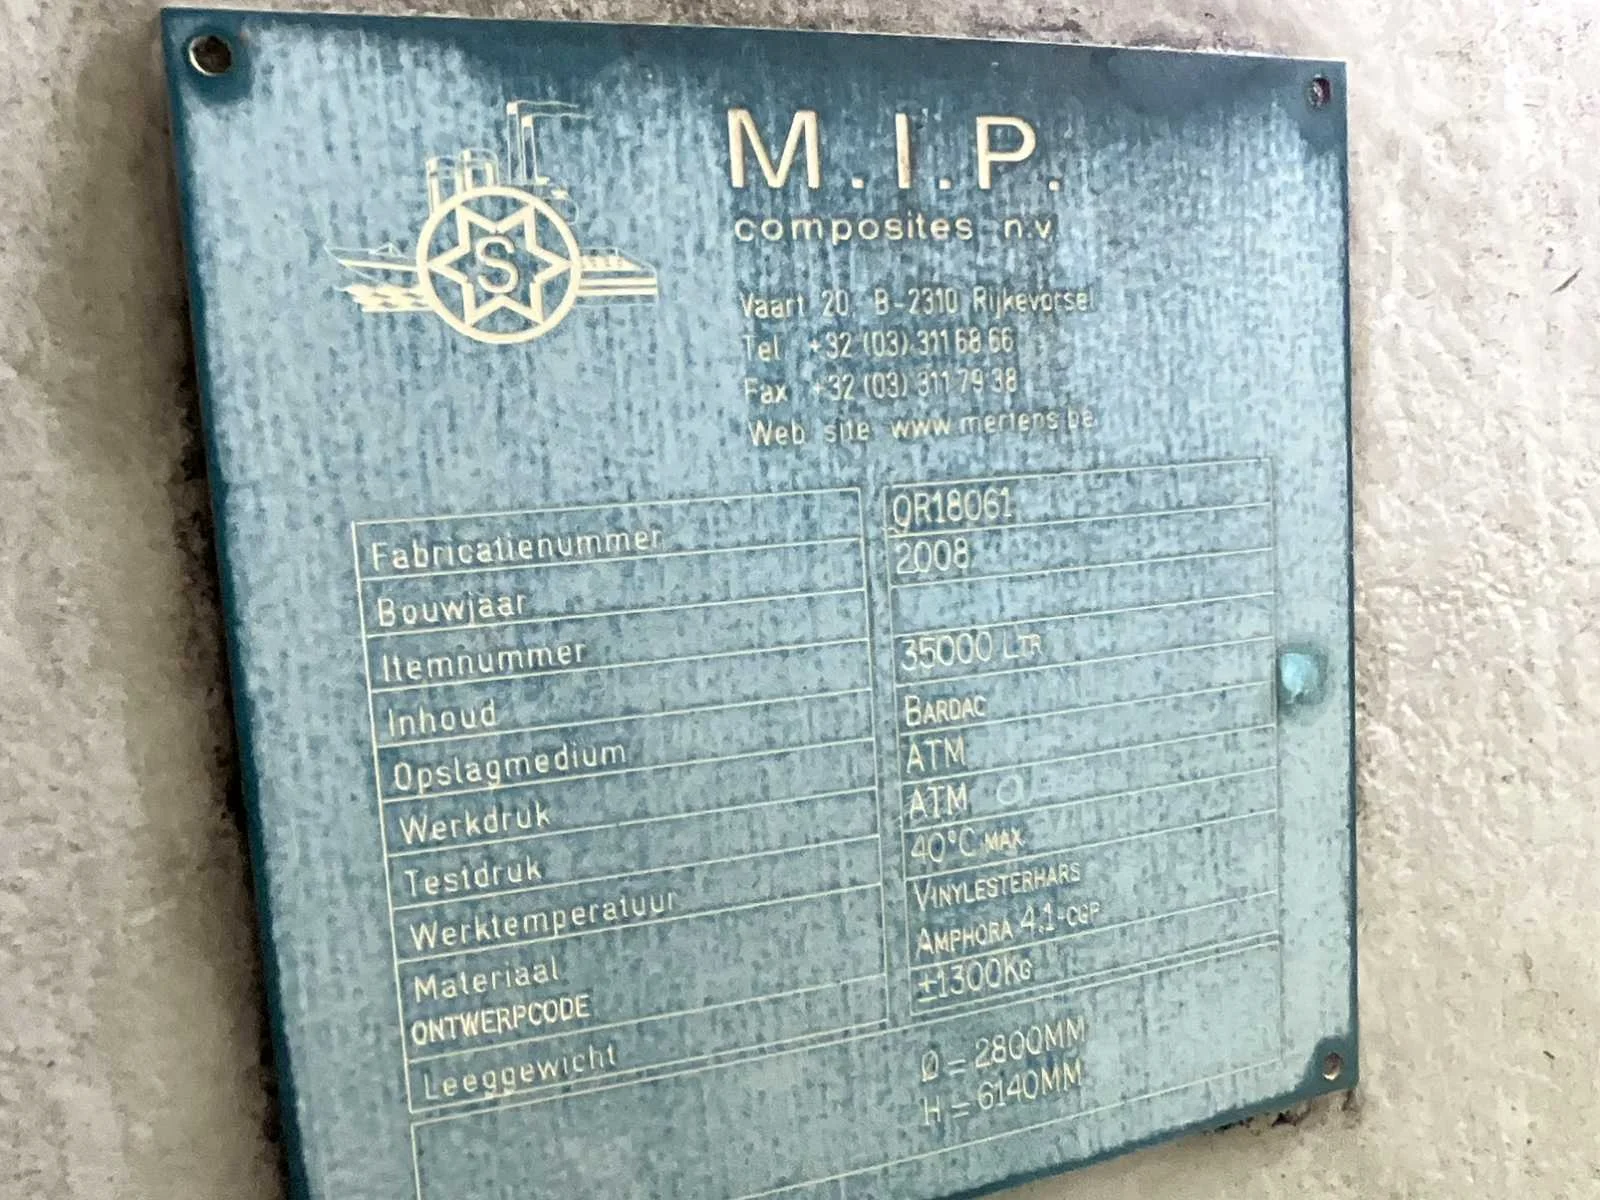 S
M.I.P.
composites n.v.
Vaart 20, B-2310 Rijkevorsel
Tel +32 (03) 311 68 66
Fax +32 (03) 311 79 38
Web site www.mertens.be
Fabricatienummer QR18061
Bouwjaar 2008
Itemnummer
Inhoud 35000 LTR
Opslagmedium BARDAC
Werkdruk ATM
Testdruk ATM
Werktemperatuur 40°C MAX
Materiaal VINYLESTERHARS
ONTWERPCODE AMPHORA 4.1-CGP
Leeggewicht ±1300KG
Ø = 2800MM
H = 6140MM